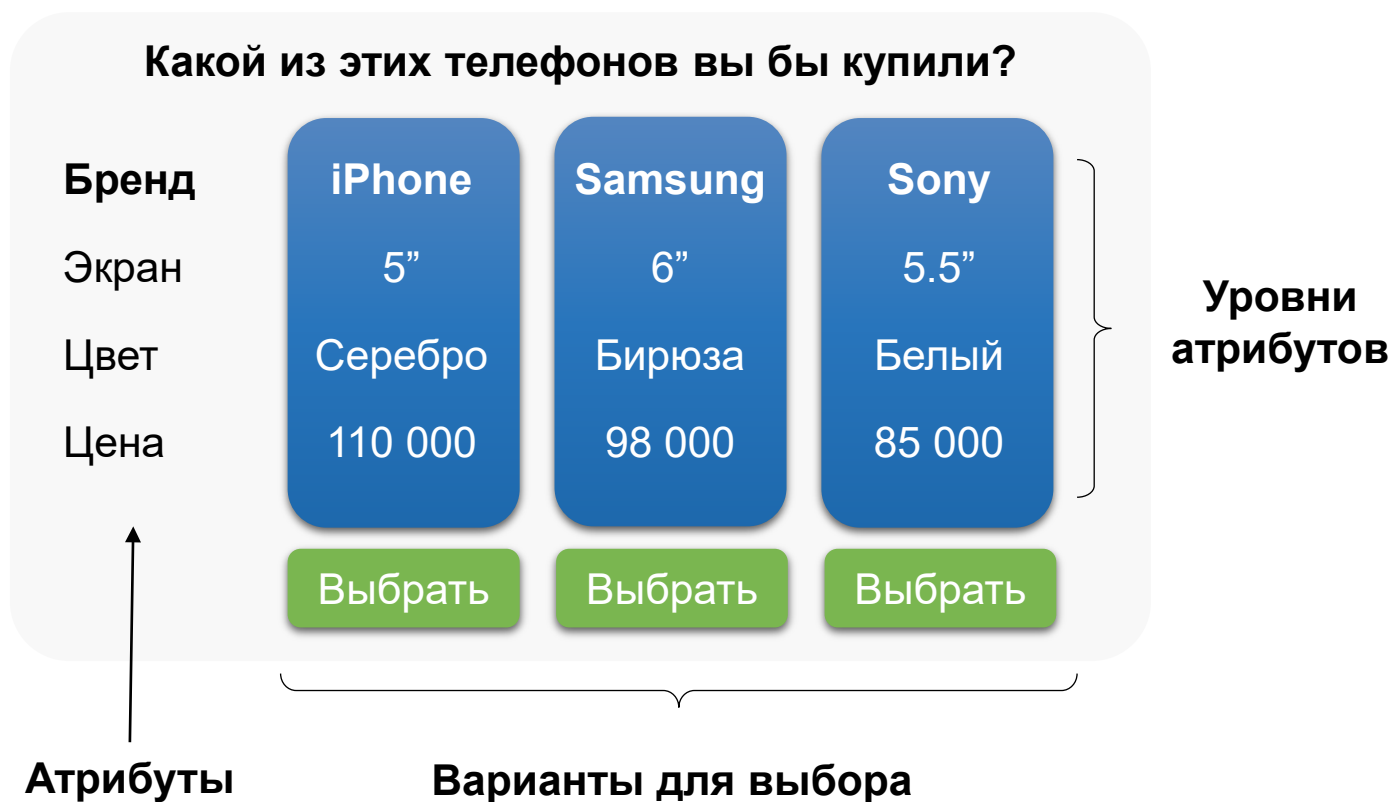 Какой из этих телефонов вы бы купили?
Бренд iPhone Samsung Sony
Экран 5” 6” 5.5”
Цвет Серебро Бирюза Белый
Цена 110 000 98 000 85 000
Уровни
атрибутов
Выбрать Выбрать Выбрать
Атрибуты Варианты для выбора